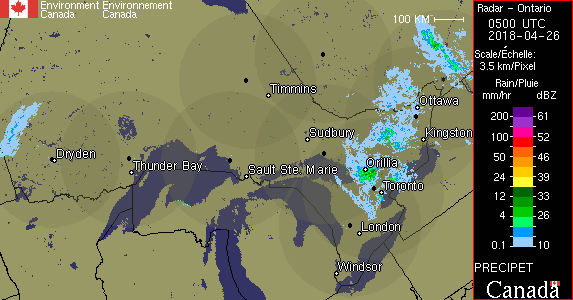 Environment Environnement
Canada Canada
100 KM
Timmins
Ottawa
Sudbury
Kingston
Dryden
Thunder Bay
Sault Ste. Marie
Orillia
Toronto
London
Windsor
Radar - Ontario
0500 UTC
2018-04-26
Scale/Échelle:
3.5 km/Pixel
Rain/Pluie
mm/hr dBZ
200 61
100 52
50 46
24 39
12 33
4 26
0.1 10
PRECIPET
Canada